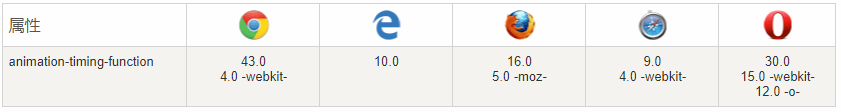 属性
animation-timing-function
43.0
4.0 -webkit-
10.0
16.0
5.0 -moz-
9.0
4.0 -webkit-
30.0
15.0 -webkit-
12.0 -o-